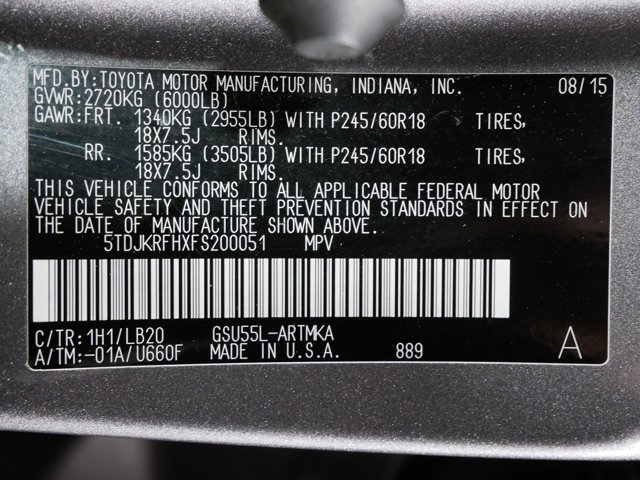 MFD.BY:TOYOTA MOTOR MANUFACTURING, INDIANA, INC. 08/15
GVWR:2720KG (6000LB)
GAWR:FRT. 1340KG (2955LB) WITH P245/60R18 TIRES,
18X7.5J RIMS.
RR. 1585KG (3505LB) WITH P245/60R18 TIRES,
18X7.5J RIMS.
THIS VEHICLE CONFORMS TO ALL APPLICABLE FEDERAL MOTOR
VEHICLE SAFETY AND THEFT PREVENTION STANDARDS IN EFFECT ON
THE DATE OF MANUFACTURE SHOWN ABOVE.
5TDJKRFHXFS200051 MPV
C/TR:1H1/LB20 GSU55L-ARTMKA
A/TM:-01A/U660F MADE IN U.S.A. 889 A